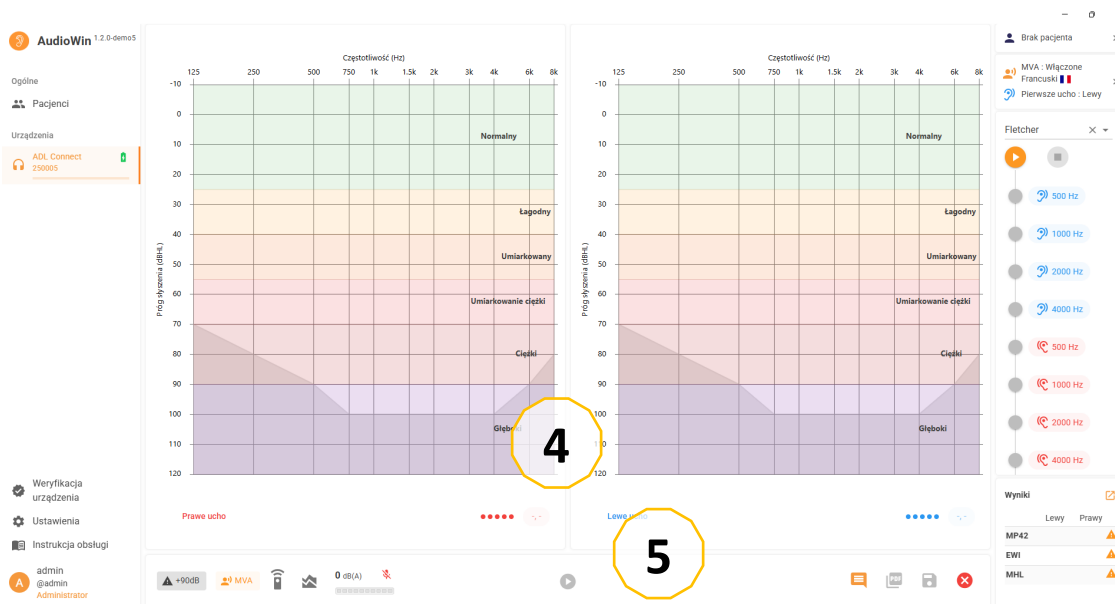 AudioWin 1.2.0-demo5
Ogólne
Pacjenci
Urządzenia
ADL Connect
250005
Weryfikacja
urządzenia
Ustawienia
Instrukcja obsługi
A
admin
@admin
Administrator
Częstotliwość (Hz)
125 250 500 750 1k 1.5k 2k 3k 4k 6k 8k
Próg słyszenia (dBHL)
-10
0
10
20
30
40
50
60
70
80
90
100
110
120
Normalny
Łagodny
Umiarkowany
Umiarkowanie ciężki
Ciężki
Głęboki
Prawe ucho
-, -
4
Częstotliwość (Hz)
125 250 500 750 1k 1.5k 2k 3k 4k 6k 8k
Próg słyszenia (dBHL)
-10
0
10
20
30
40
50
60
70
80
90
100
110
120
Normalny
Łagodny
Umiarkowany
Umiarkowanie ciężki
Ciężki
Głęboki
Lewe ucho
-, -
5
+90dB
MVA
0 dB(A)
PDF
Brak pacjenta
MVA : Włączone
Francuski
Pierwsze ucho : Lewy
Fletcher
500 Hz
1000 Hz
2000 Hz
4000 Hz
500 Hz
1000 Hz
2000 Hz
4000 Hz
Wyniki
Lewy Prawy
MP42
EWI
MHL